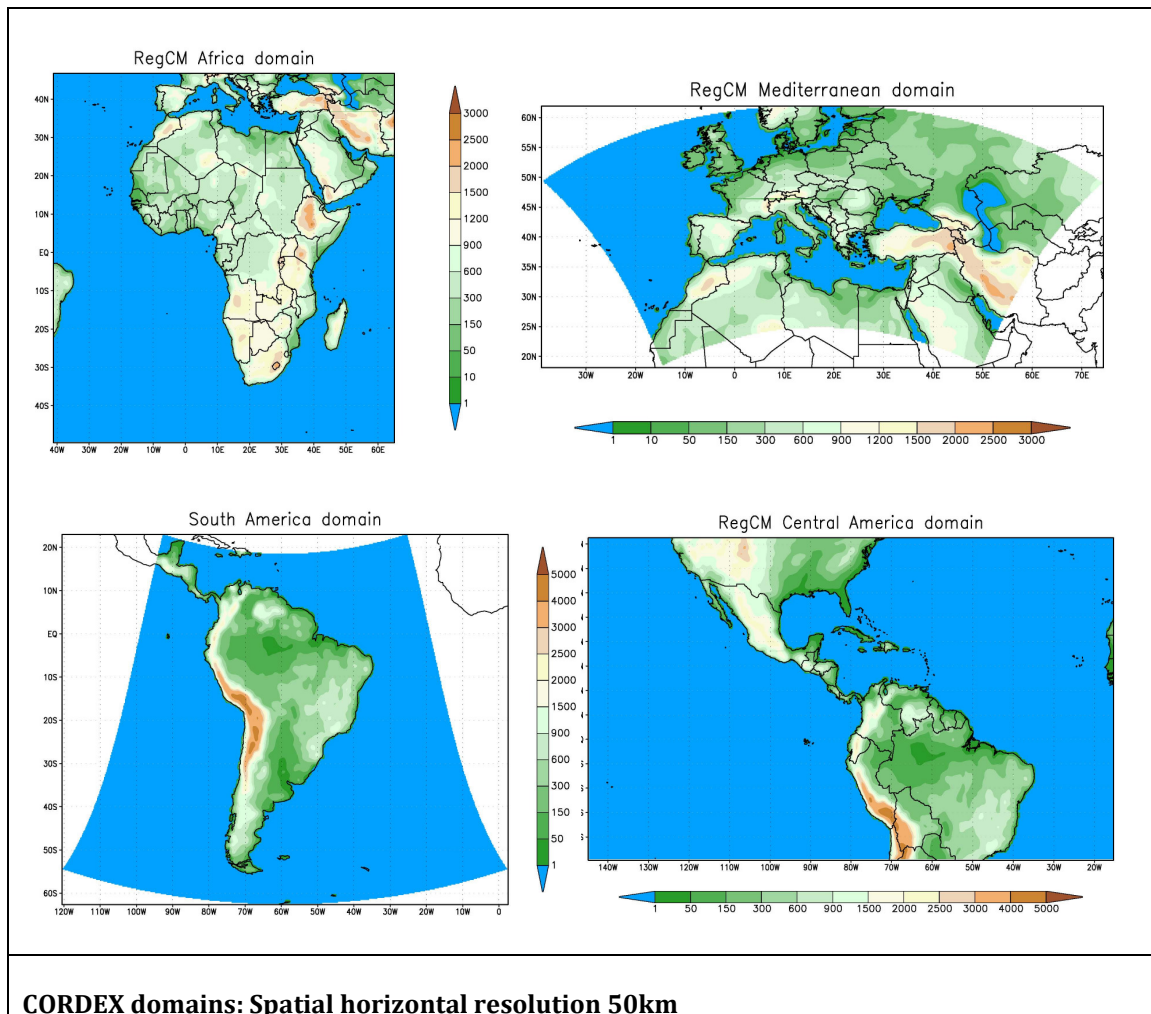 RegCM Africa domain
40N
30N
20N
10N
EQ
10S
20S
30S
40S
40W 30W 20W 10W 0 10E 20E 30E 40E 50E 60E
3000
2500
2000
1500
1200
900
600
300
150
50
10
1
RegCM Mediterranean domain
60N
55N
50N
45N
40N
35N
30N
25N
20N
30W 20W 10W 0 10E 20E 30E 40E 50E 60E 70E
1 10 50 150 300 600 900 1200 1500 2000 2500 3000
South America domain
20N
10N
EQ
10S
20S
30S
40S
50S
60S
120W 110W 100W 90W 80W 70W 60W 50W 40W 30W 20W 10W 0
5000
4000
3000
2500
2000
1500
900
600
300
150
50
1
RegCM Central America domain
140W 120W 100W 80W 60W 40W 20W
1 50 150 300 600 900 1500 2000 2500 3000 4000 5000
CORDEX domains: Spatial horizontal resolution 50km